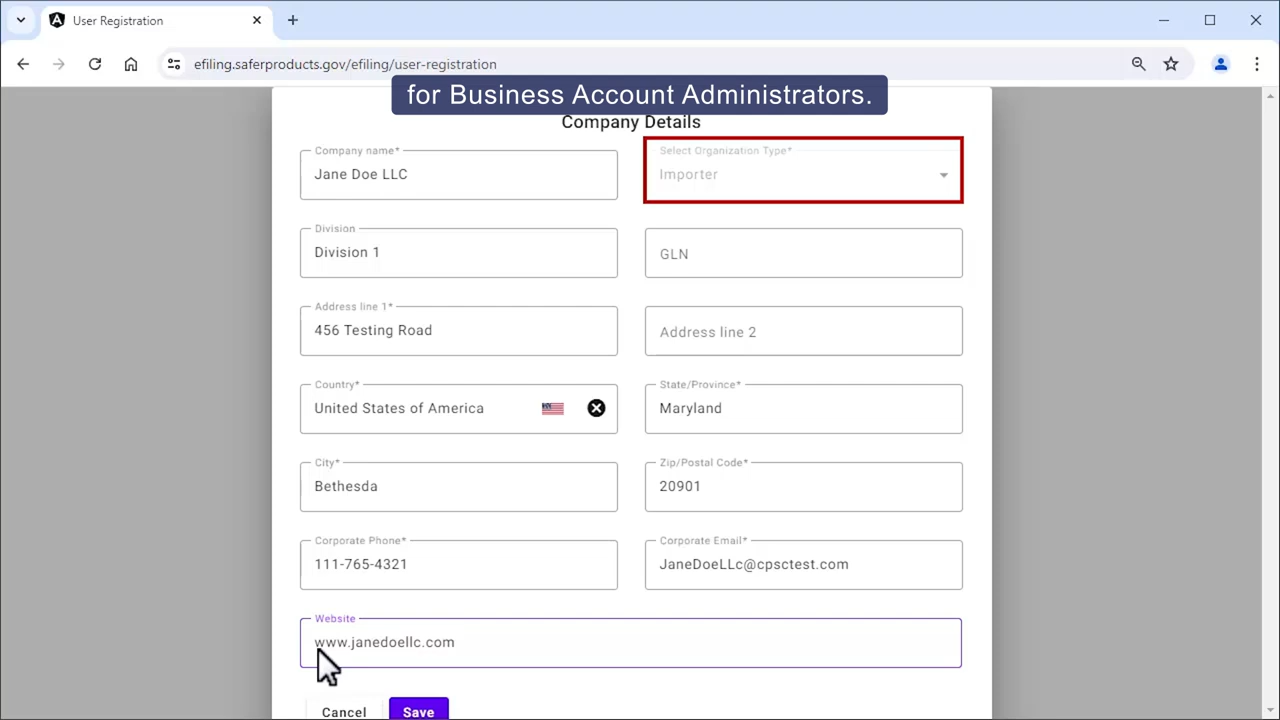 User Registration
efiling.saferproducts.gov/efiling/user-registration
for Business Account Administrators.
Company Details
Company name*
Jane Doe LLC
Select Organization Type*
Importer
Division
Division 1
GLN
Address line 1*
456 Testing Road
Address line 2
Country*
United States of America
State/Province*
Maryland
City*
Bethesda
Zip/Postal Code*
20901
Corporate Phone*
111-765-4321
Corporate Email*
JaneDoeLLc@cpsctest.com
Website
www.janedoellc.com
Cancel
Save